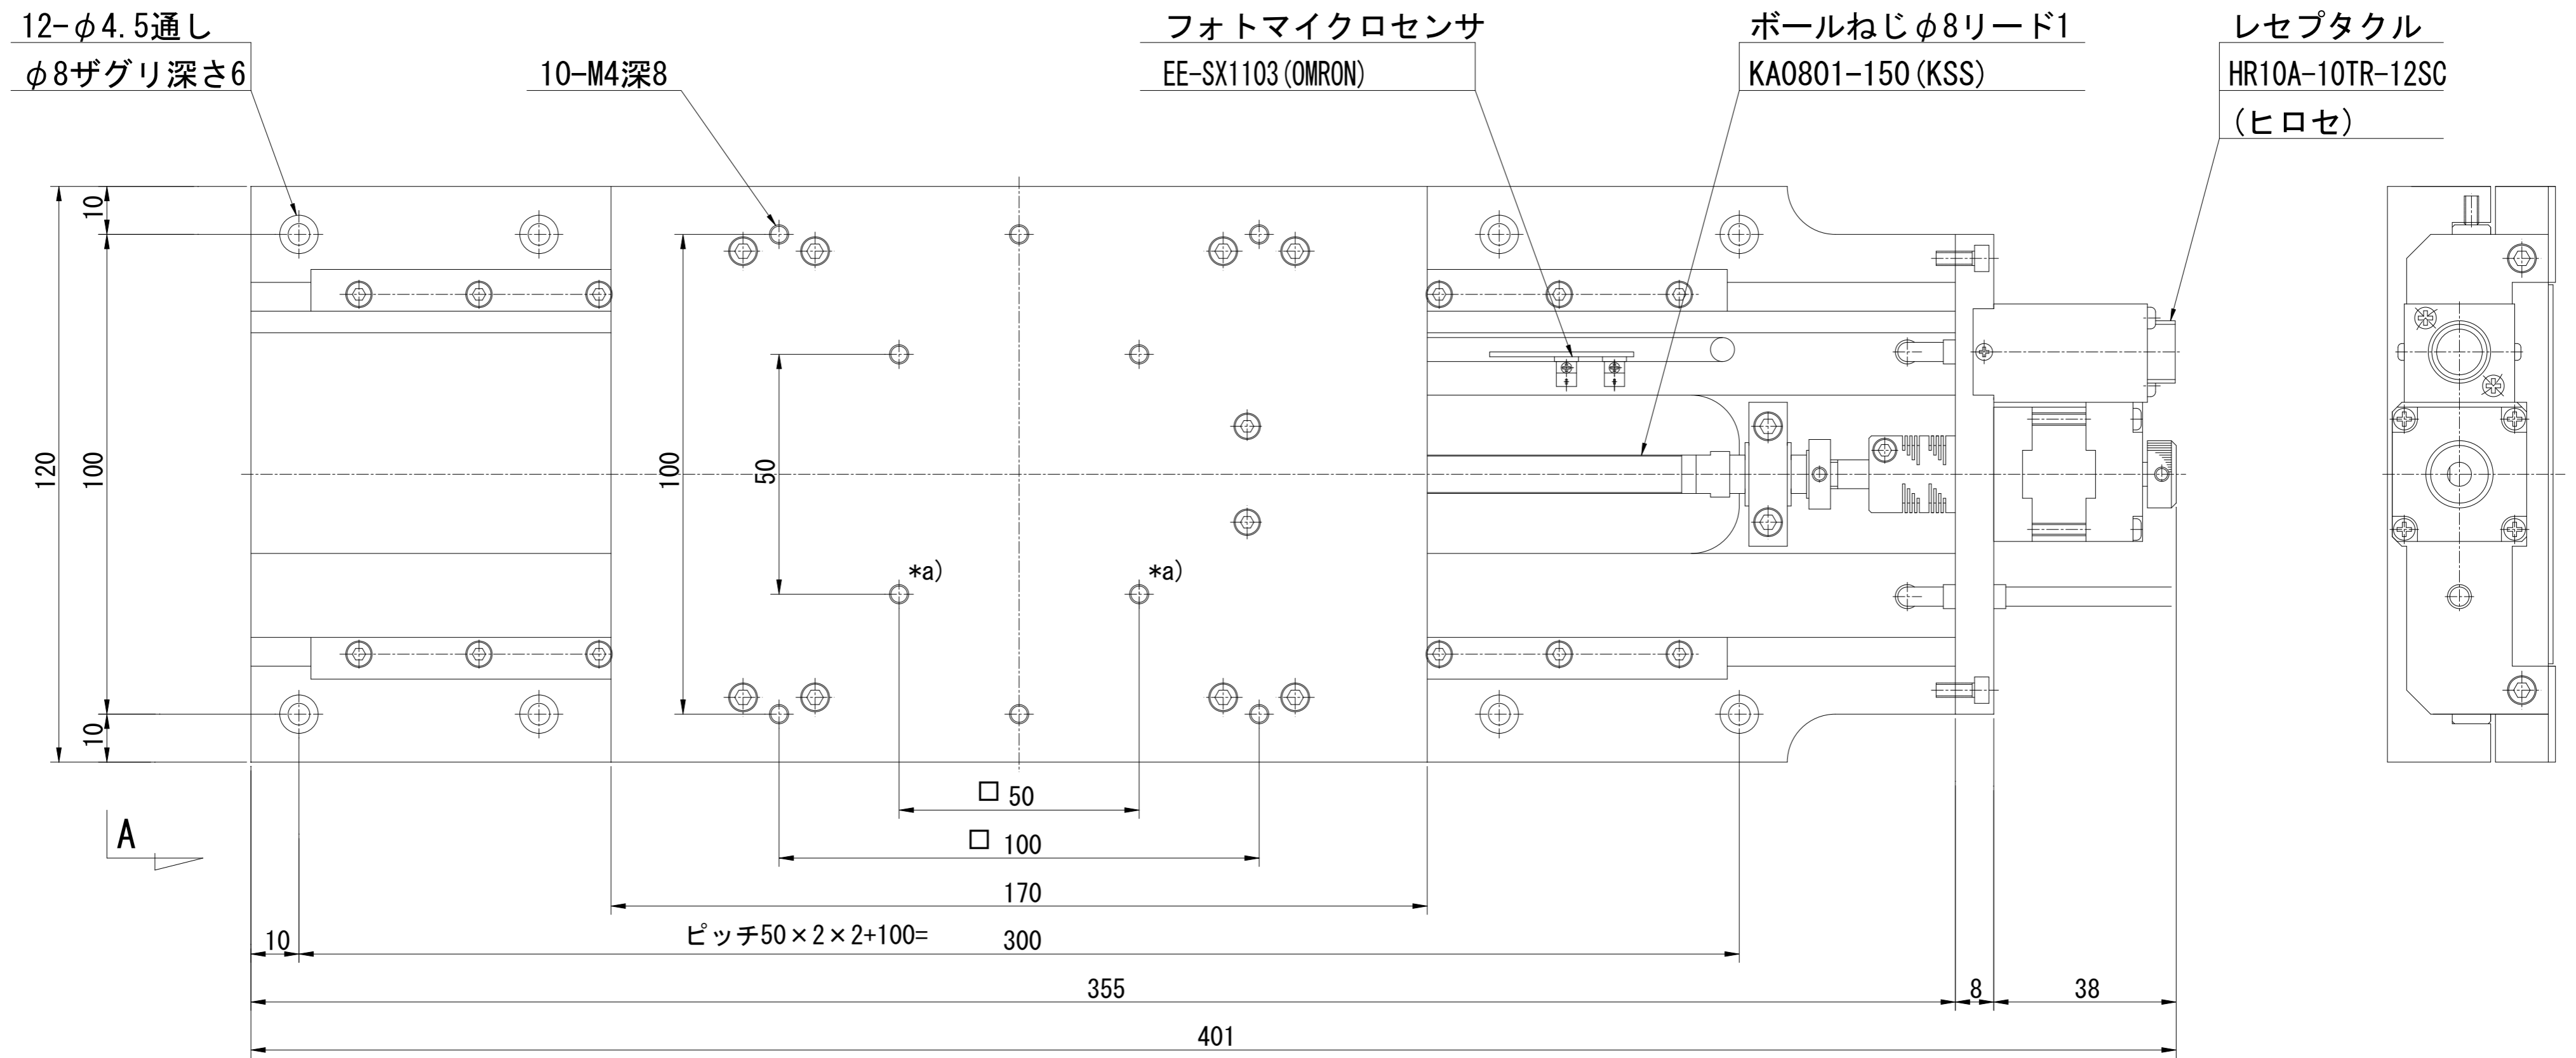 12-φ4.5通し
φ8ザグリ深さ6
10-M4深8
フォトマイクロセンサ
EE-SX1103(OMRON)
ボールねじφ8リード1
KA0801-150(KSS)
レセプタクル
HR10A-10TR-12SC
(ヒロセ)
10
120
100
100
50
*a)
*a)
10
□ 50
A
□ 100
170
10
ピッチ50×2×2+100=
300
355
8
38
401